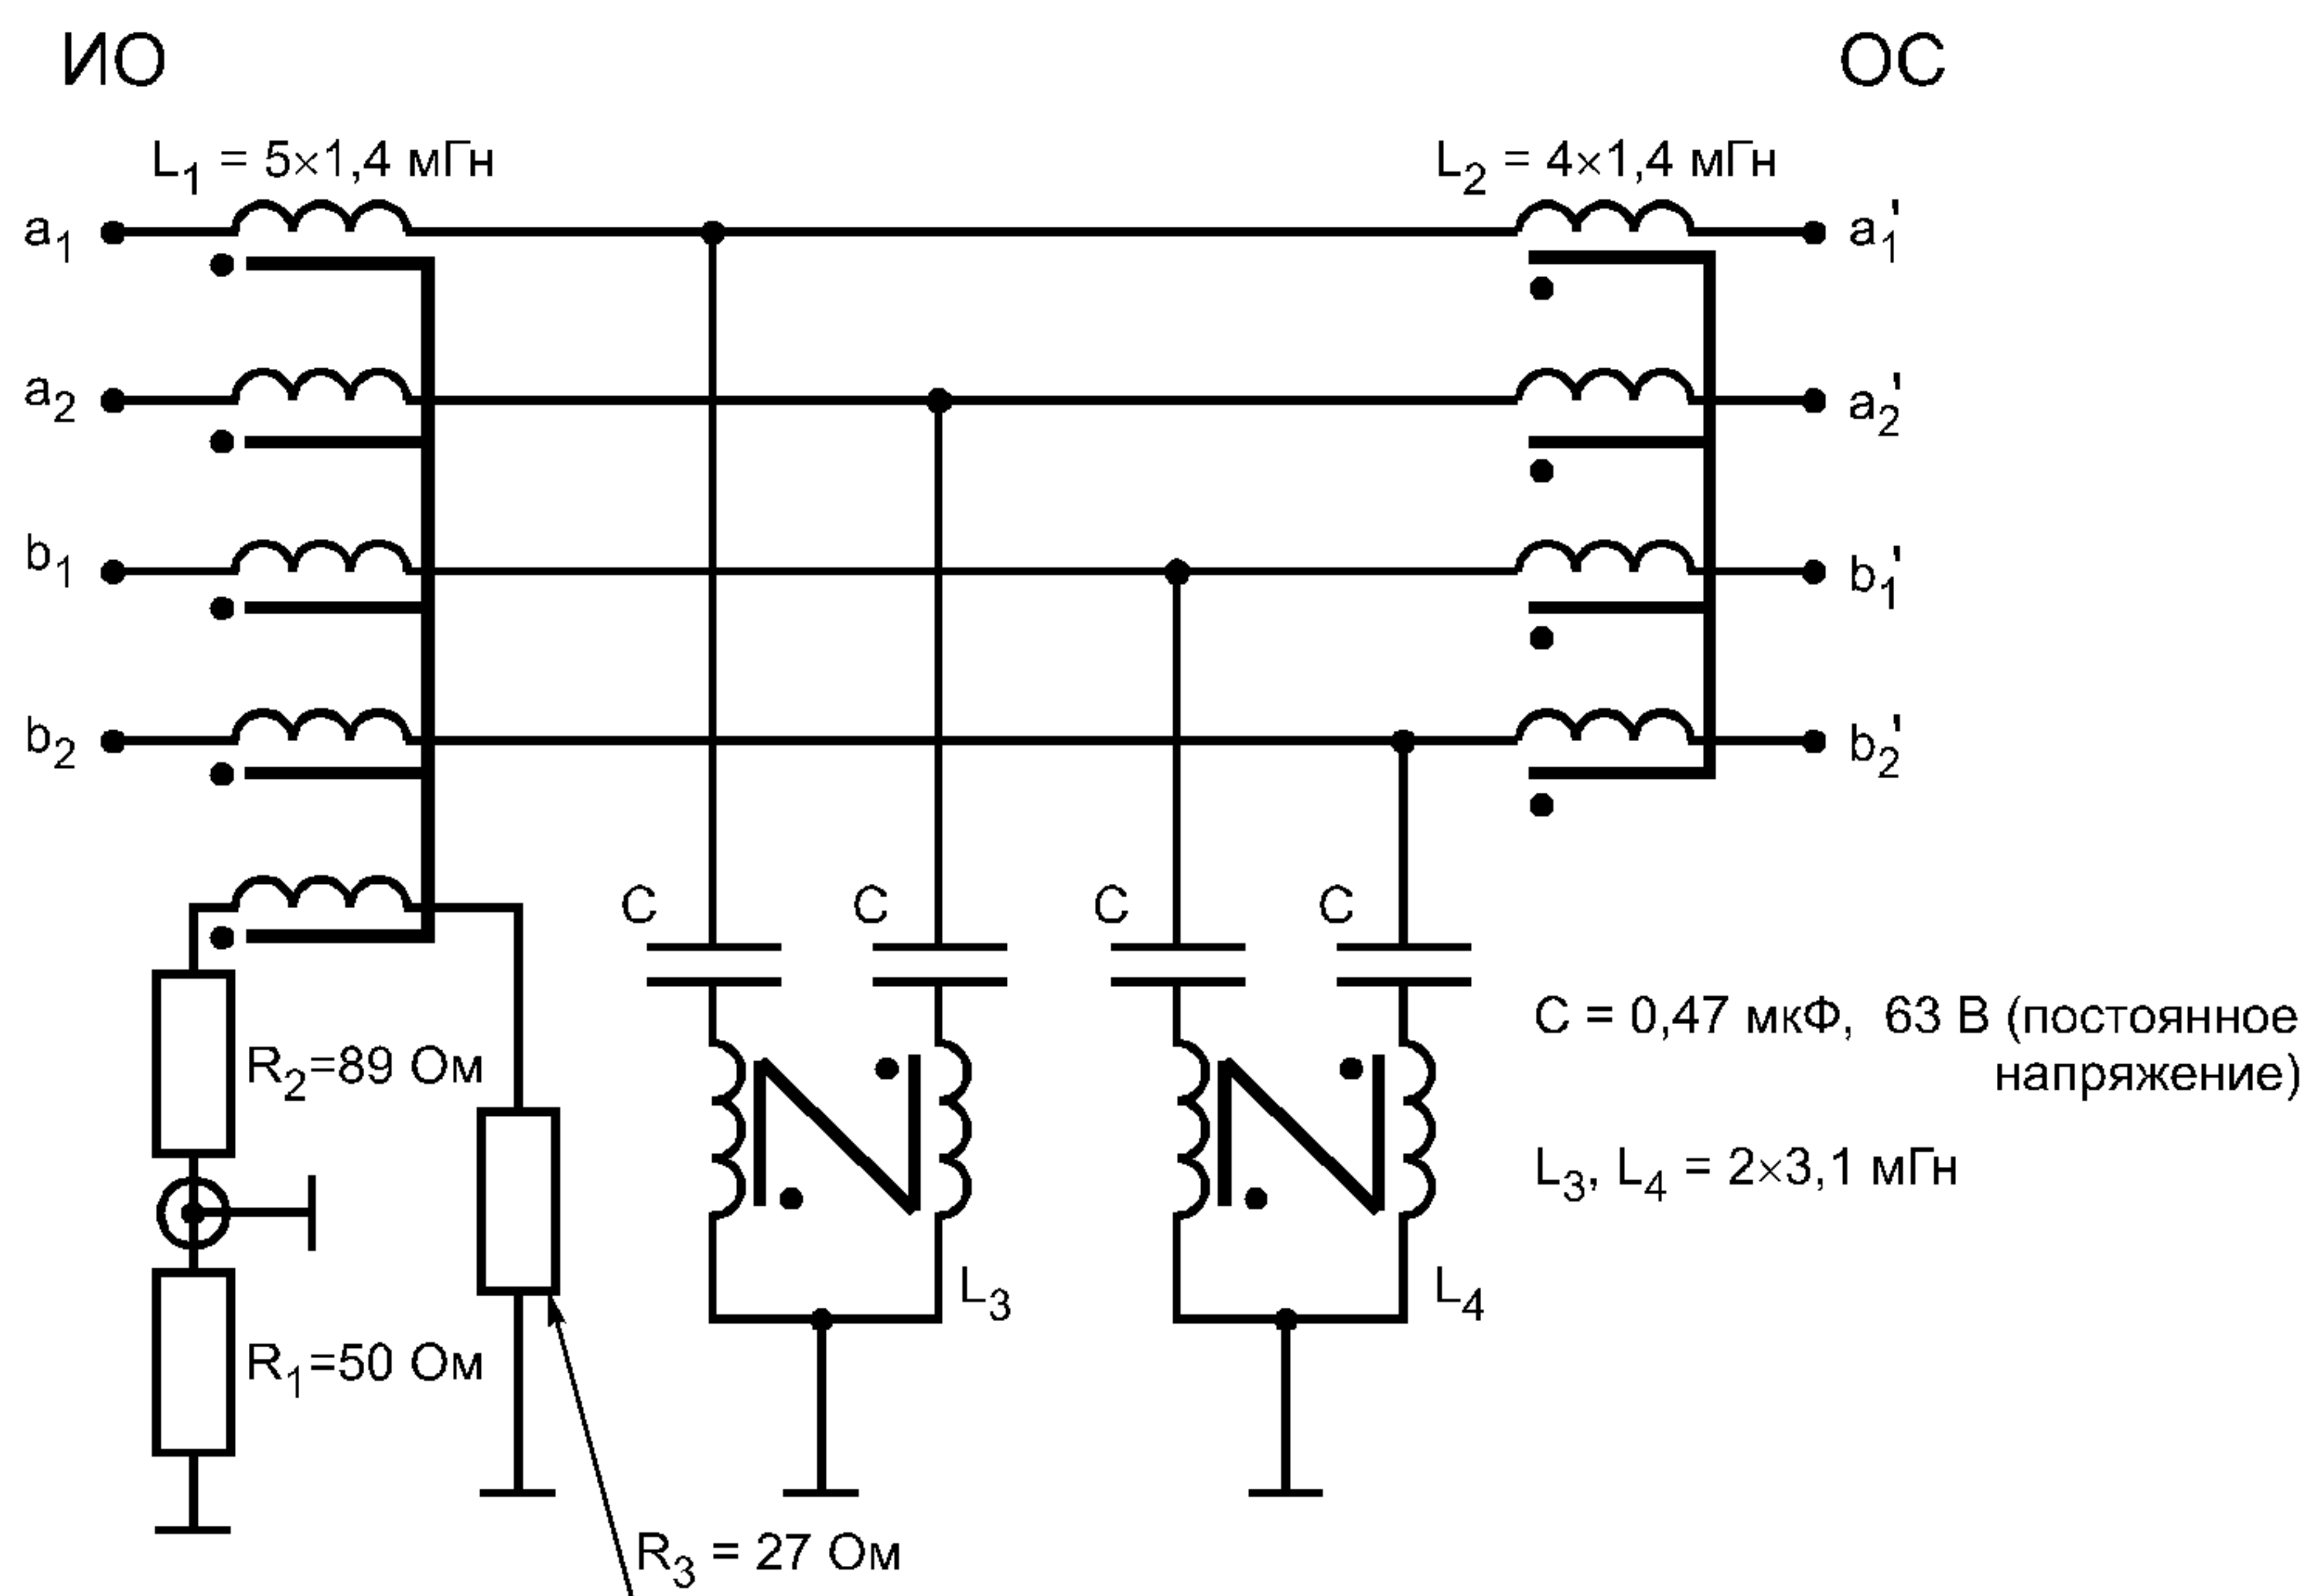 ИО
ОС
L1 = 5×1,4 мГн
L2 = 4×1,4 мГн
a1
a1'
a2
a2'
b1
b1'
b2
b2'
C
C
C
C
C = 0,47 мкФ, 63 В (постоянное
напряжение)
R2=89 Ом
L3, L4 = 2×3,1 мГн
L3
L4
R1=50 Ом
R3 = 27 Ом